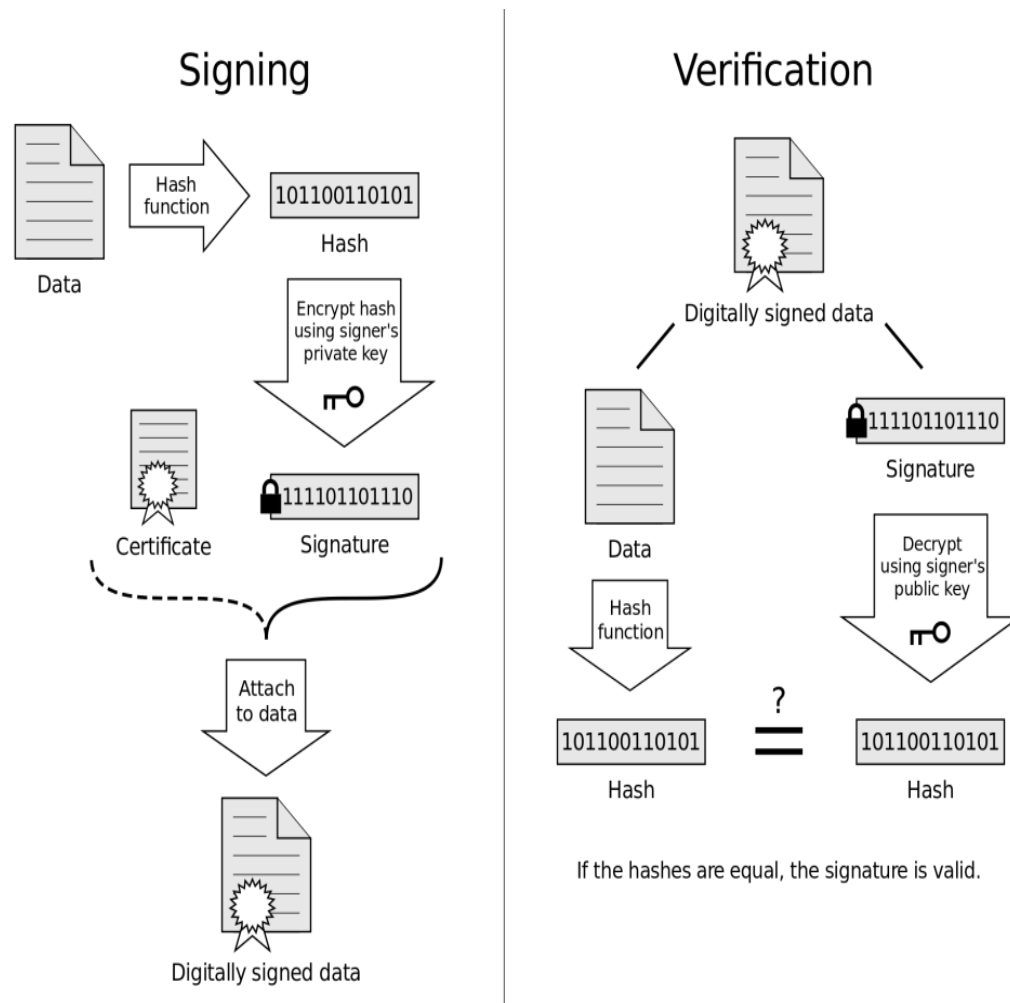 Signing
Data
Hash
function
101100110101
Hash
Encrypt hash
using signer's
private key
Certificate
111101101110
Signature
Attach
to data
Digitally signed data
Verification
Digitally signed data
Data
Hash
function
101100110101
Hash
111101101110
Signature
Decrypt
using signer's
public key
?
101100110101
Hash
If the hashes are equal, the signature is valid.